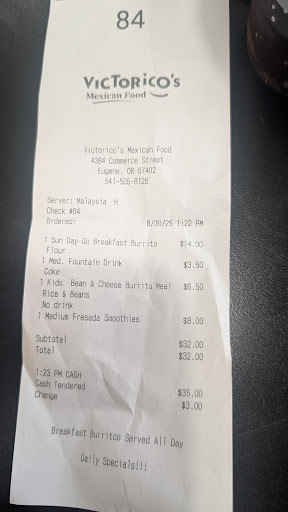 84
VICTORICO'S
Mexican Food
Victorico's Mexican Food
4384 Commerce Street
Eugene, OR 97402
541-505-8126
Server: Malaysia H
Check #84
Ordered: 8/30/25 1:22 PM
1 Sun Day-Go Breakfast Burrito $14.00
Flour
1 Med. Fountain Drink $3.50
Coke
1 Kids Bean & Cheese Burrito Meal $6.50
Rice & Beans
No drink
1 Medium Fresada Smoothies $8.00
Subtotal $32.00
Total $32.00
1:23 PM CASH
Cash Tendered $35.00
Change $3.00
Breakfast Burritos Served All Day
Daily Specials!!!